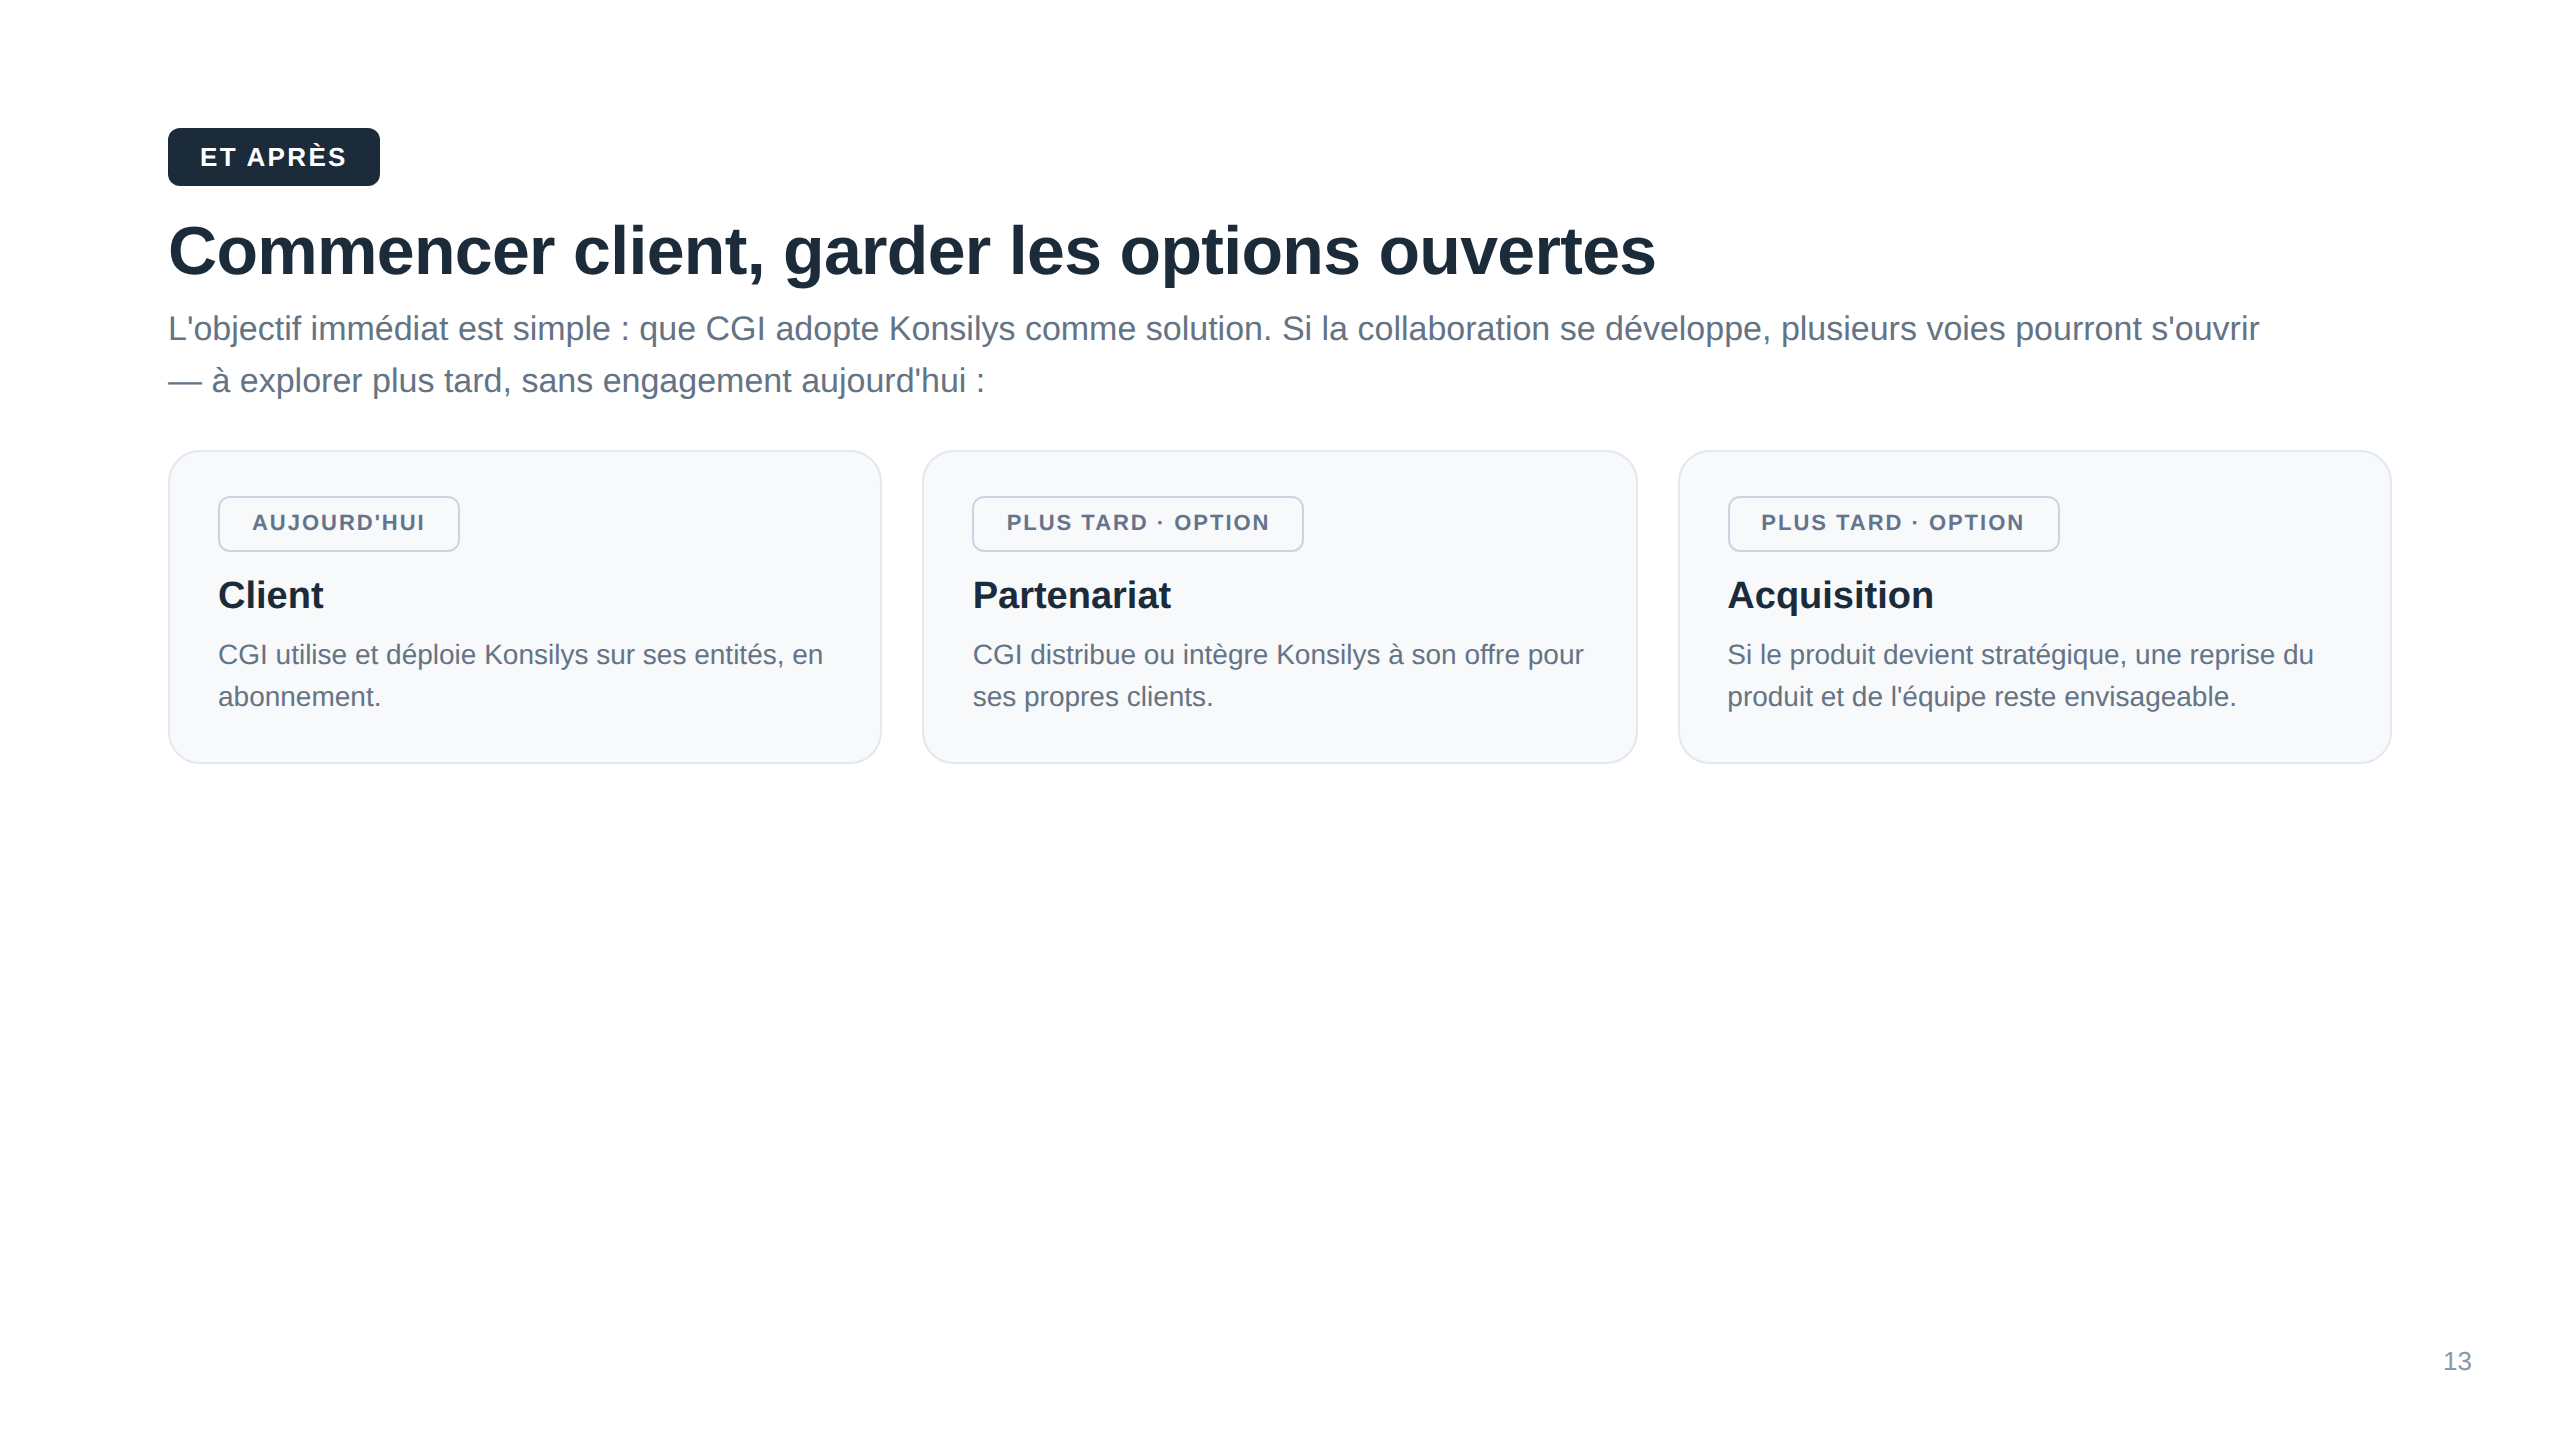 ET APRÈS
Commencer client, garder les options ouvertes
L'objectif immédiat est simple : que CGI adopte Konsilys comme solution. Si la collaboration se développe, plusieurs voies pourront s'ouvrir
— à explorer plus tard, sans engagement aujourd'hui :
AUJOURD'HUI
Client
CGI utilise et déploie Konsilys sur ses entités, en
abonnement.
PLUS TARD · OPTION
Partenariat
CGI distribue ou intègre Konsilys à son offre pour
ses propres clients.
PLUS TARD · OPTION
Acquisition
Si le produit devient stratégique, une reprise du
produit et de l'équipe reste envisageable.
13